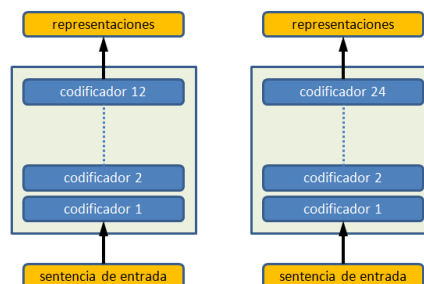 representaciones
codificador 12
codificador 2
codificador 1
sentencia de entrada
representaciones
codificador 24
codificador 2
codificador 1
sentencia de entrada